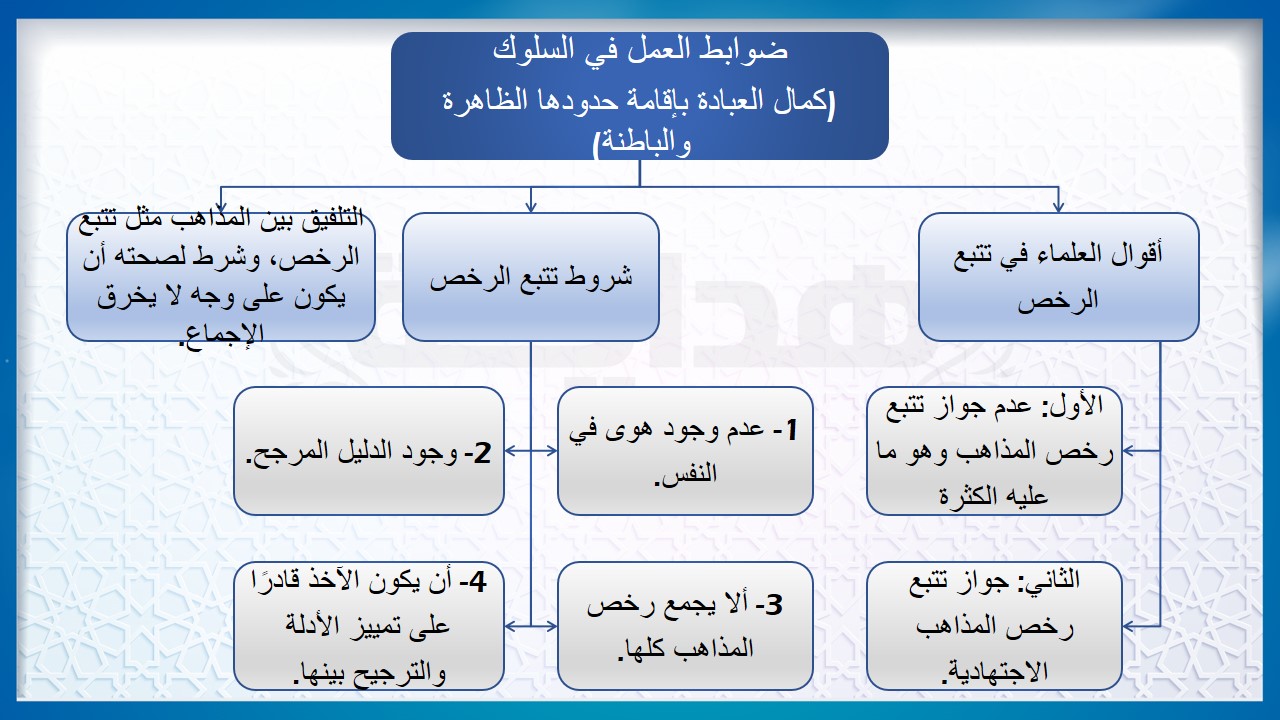 ضوابط العمل في السلوك
(كمال العبادة بإقامة حدودها الظاهرة
والباطنة)
أقوال العلماء في تتبع
الرخص
الأول: عدم جواز تتبع
رخص المذاهب وهو ما
عليه الكثرة
الثاني: جواز تتبع
رخص المذاهب
الاجتهادية.
شروط تتبع الرخص
1- عدم وجود هوى في
النفس.
2- وجود الدليل المرجح.
3- ألا يجمع رخص
المذاهب كلها.
4- أن يكون الآخذ قادرًا
على تمييز الأدلة
والترجيح بينها.
التلفيق بين المذاهب مثل تتبع
الرخص، وشرط لصحته أن
يكون على وجه لا يخرق
الإجماع.
هداية